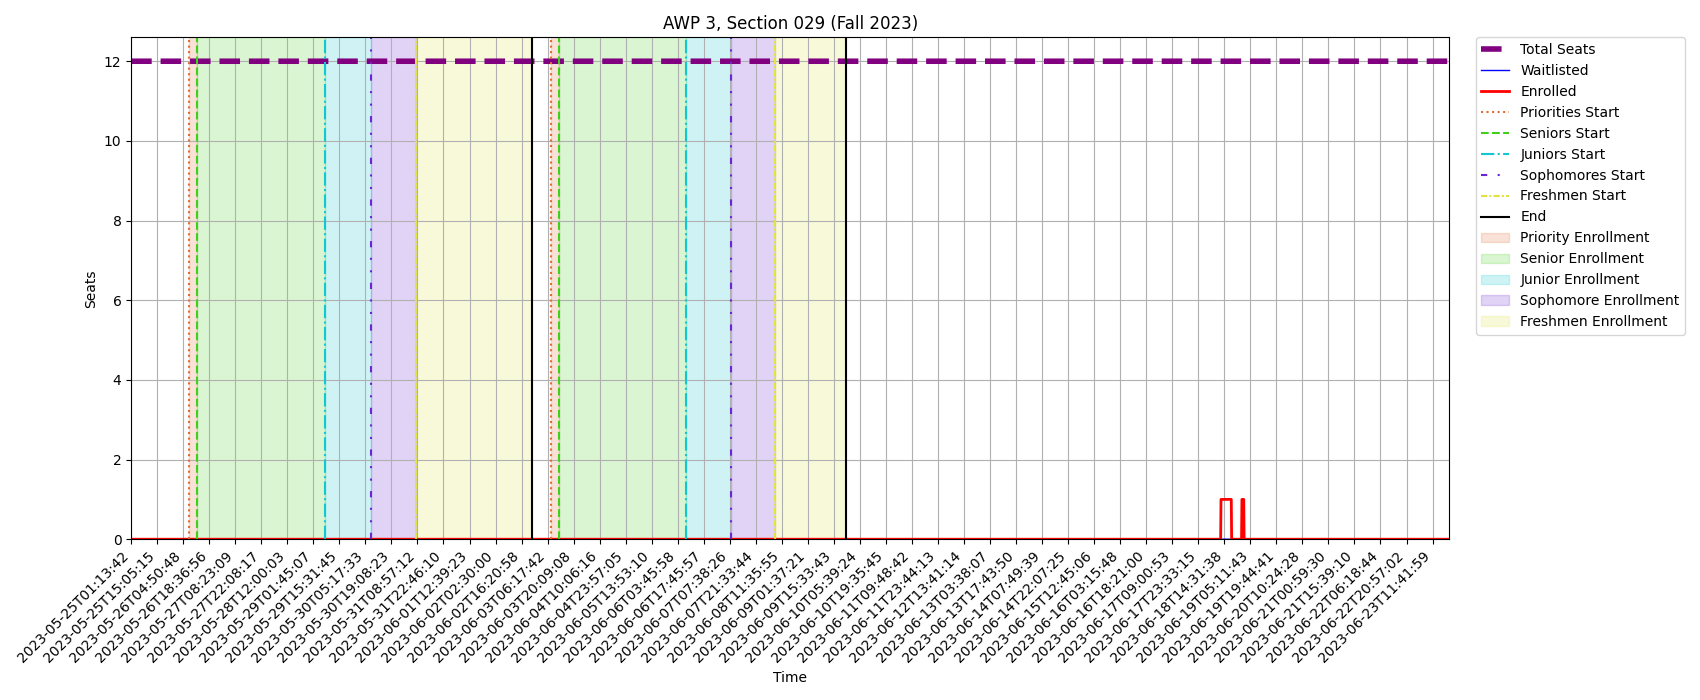 AWP 3, Section 029 (Fall 2023)
Seats
12
10
8
6
4
2
0
2023-05-25T01:13:42
2023-05-25T15:05:15
2023-05-26T04:50:48
2023-05-26T18:36:56
2023-05-27T08:23:09
2023-05-27T22:08:17
2023-05-28T12:00:03
2023-05-29T01:45:07
2023-05-29T15:31:45
2023-05-30T05:17:33
2023-05-30T19:08:23
2023-05-31T08:57:12
2023-05-31T22:46:10
2023-06-01T12:39:23
2023-06-02T02:30:00
2023-06-02T16:20:58
2023-06-03T06:17:42
2023-06-03T20:09:08
2023-06-04T10:06:16
2023-06-04T23:57:05
2023-06-05T13:53:10
2023-06-06T03:45:58
2023-06-06T17:45:57
2023-06-07T07:38:26
2023-06-07T21:33:44
2023-06-08T11:35:55
2023-06-09T01:37:21
2023-06-09T15:33:43
2023-06-10T05:39:24
2023-06-10T19:35:45
2023-06-11T09:48:42
2023-06-11T23:44:13
2023-06-12T13:41:14
2023-06-13T03:38:07
2023-06-13T17:43:50
2023-06-14T07:49:39
2023-06-14T22:07:25
2023-06-15T12:45:06
2023-06-16T03:15:48
2023-06-16T18:21:00
2023-06-17T09:00:53
2023-06-17T23:33:15
2023-06-18T14:31:38
2023-06-19T05:11:43
2023-06-19T19:44:41
2023-06-20T10:24:28
2023-06-21T00:59:30
2023-06-21T15:39:10
2023-06-22T06:18:44
2023-06-22T20:57:02
2023-06-23T11:41:59
Time
Total Seats
Waitlisted
Enrolled
Priorities Start
Seniors Start
Juniors Start
Sophomores Start
Freshmen Start
End
Priority Enrollment
Senior Enrollment
Junior Enrollment
Sophomore Enrollment
Freshmen Enrollment